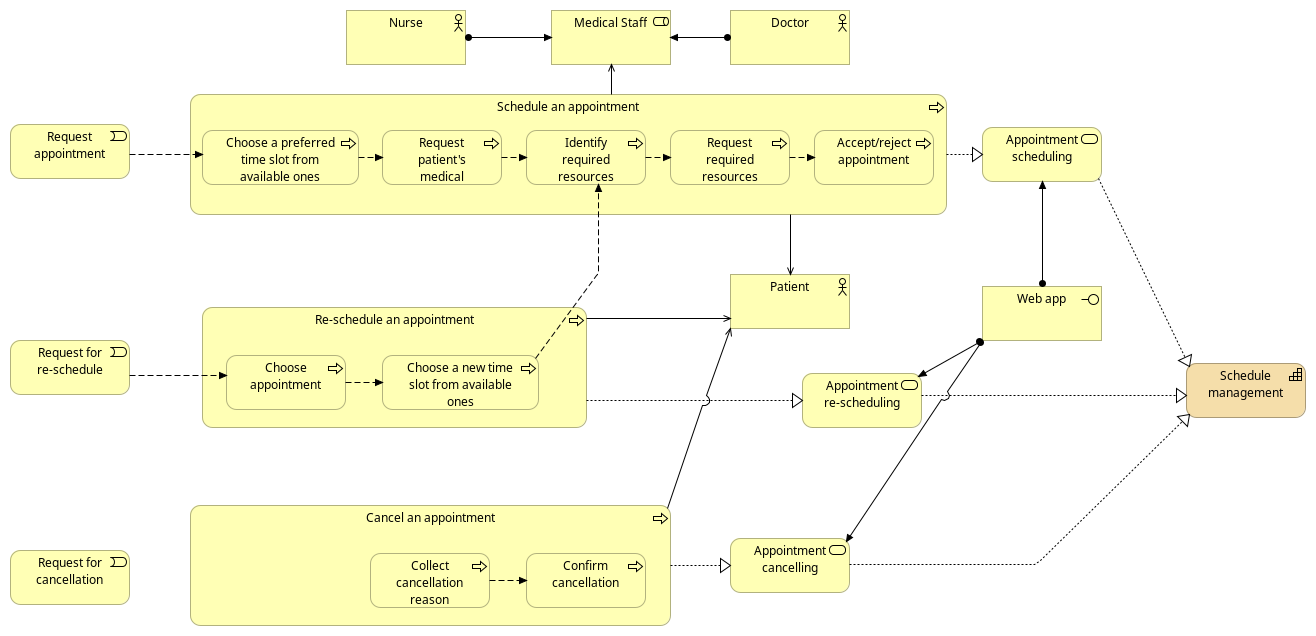 Nurse
Medical Staff
Doctor
Schedule an appointment
Request
appointment
Choose a preferred
time slot from
available ones
Request
patient's
medical
Identify
required
resources
Request
required
resources
Accept/reject
appointment
Appointment
scheduling
Patient
Web app
Re-schedule an appointment
Request for
re-schedule
Choose
appointment
Choose a new time
slot from available
ones
Appointment
re-scheduling
Schedule
management
Cancel an appointment
Request for
cancellation
Collect
cancellation
reason
Confirm
cancellation
Appointment
cancelling